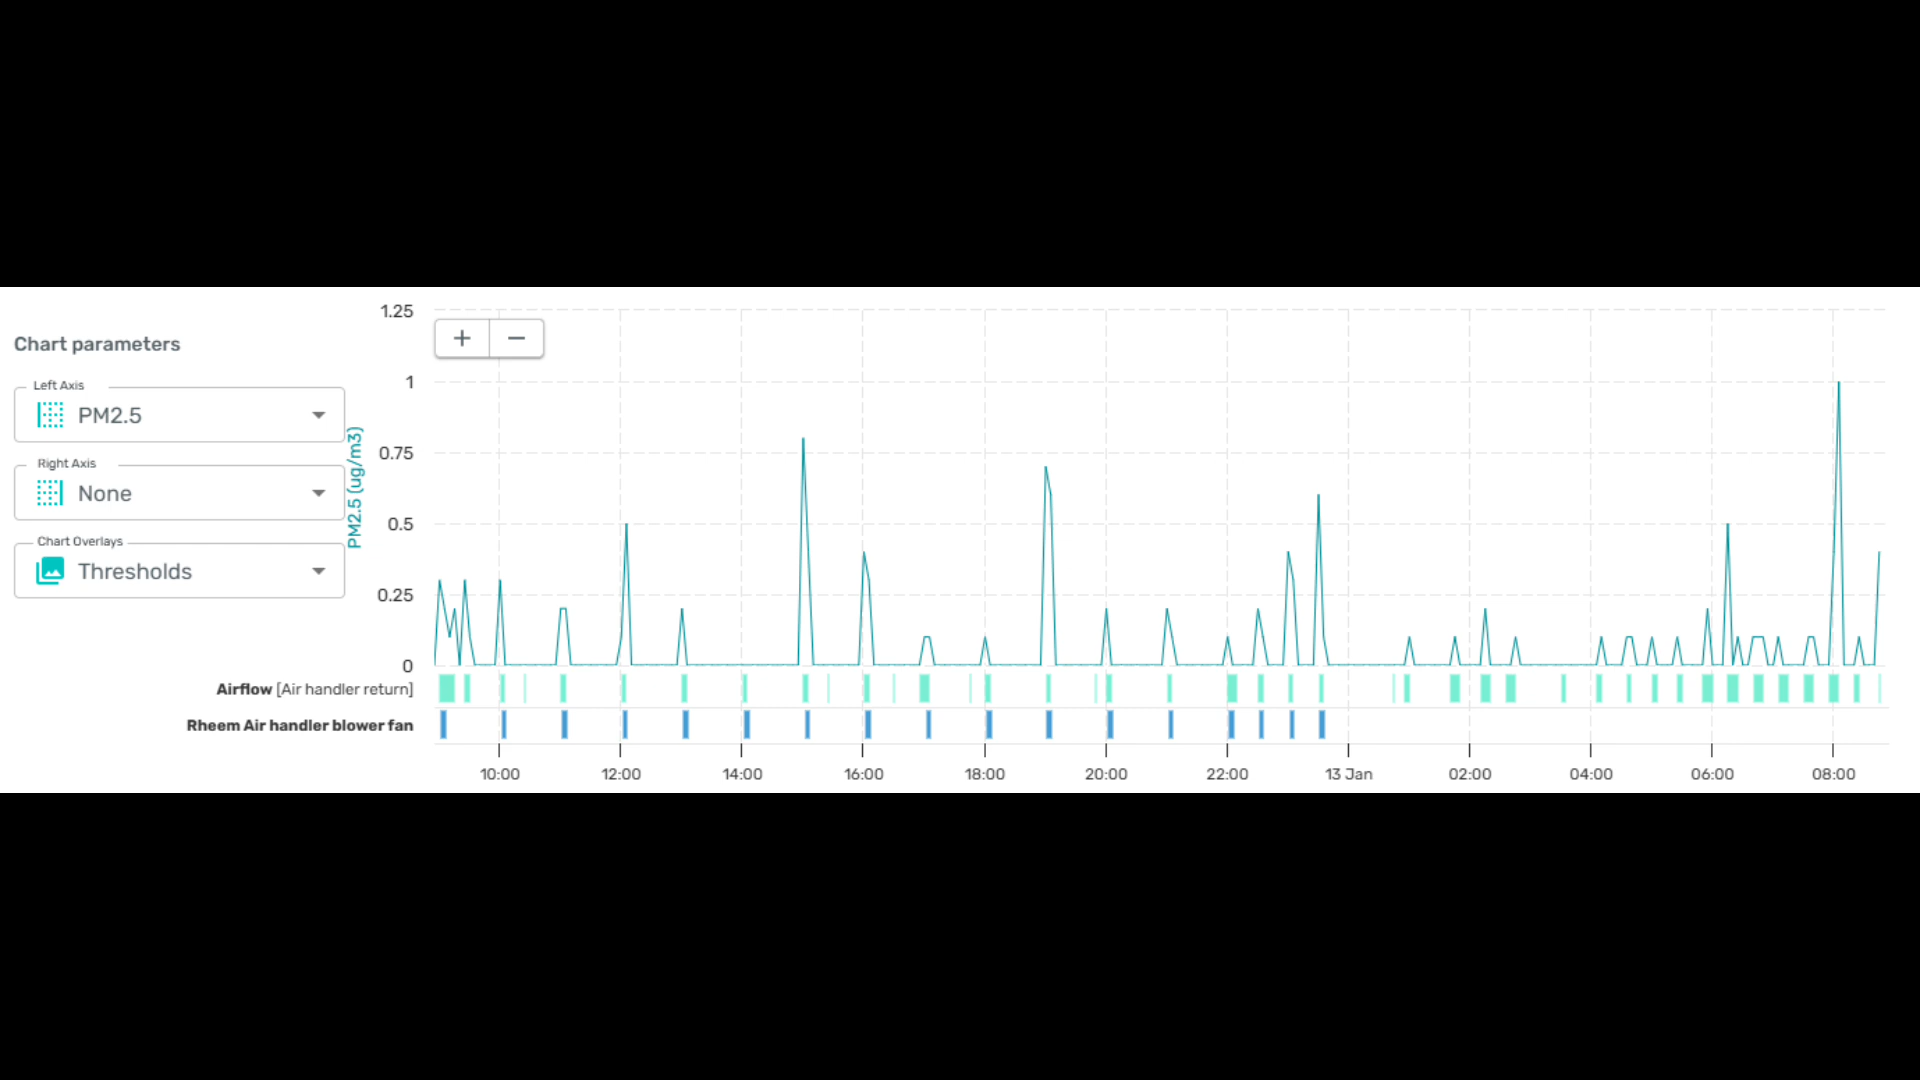 Chart parameters
Left Axis
PM2.5
Right Axis
None
Chart Overlays
Thresholds
+ −
PM2.5 (ug/m3)
1.25
1
0.75
0.5
0.25
0
Airflow [Air handler return]
Rheem Air handler blower fan
10:00 12:00 14:00 16:00 18:00 20:00 22:00 13 Jan 02:00 04:00 06:00 08:00